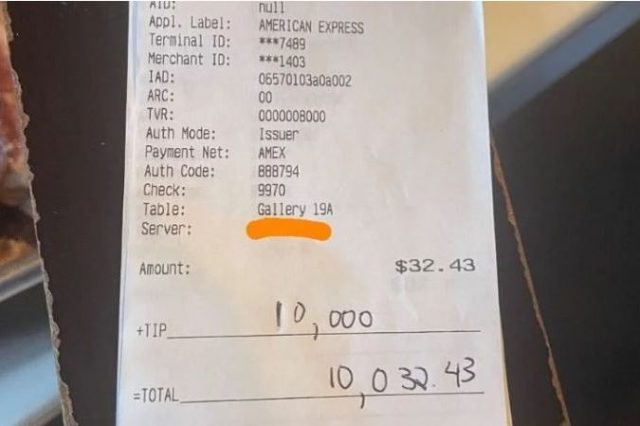 AID: null
Appl. Label: AMERICAN EXPRESS
Terminal ID: ***7489
Merchant ID: ***1403
IAD: 06570103a0a002
ARC: 00
TVR: 0000008000
Auth Mode: Issuer
Payment Net: AMEX
Auth Code: 888794
Check: 9970
Table: Gallery 19A
Server:
Amount: $32.43
+TIP 10,000
=TOTAL 10,032.43